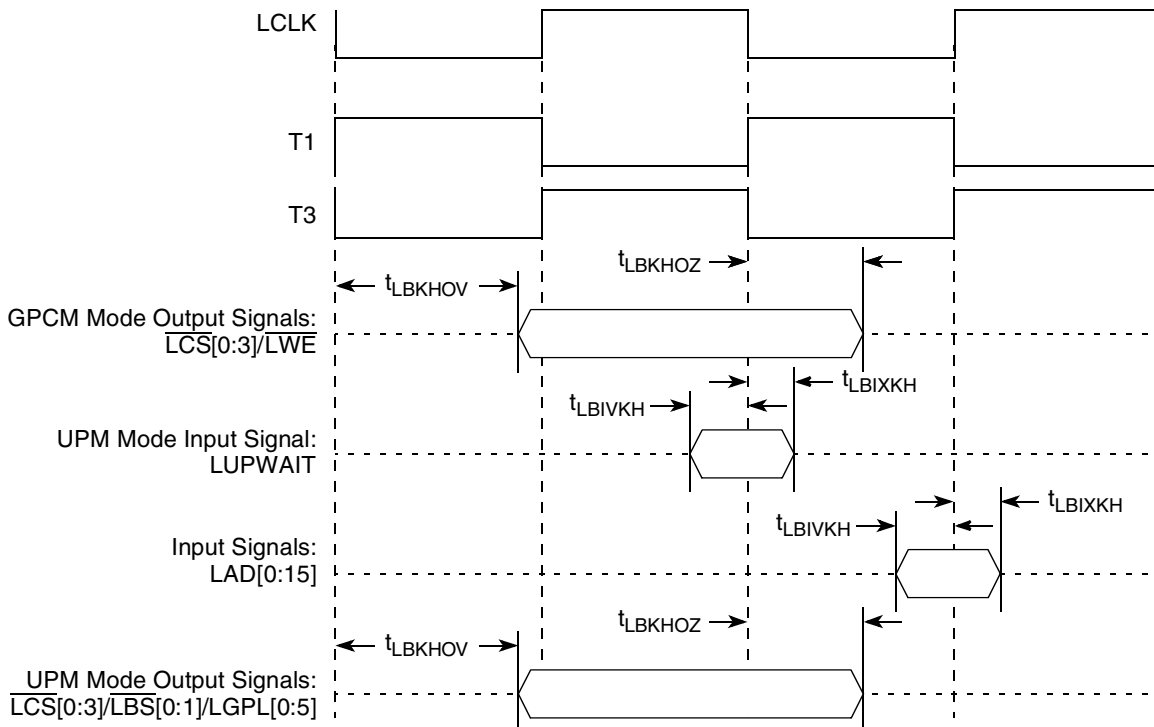 LCLK
T1
T3
tLBKHOZ
tLBKHOV
GPCM Mode Output Signals:
LCS[0:3]/LWE
tLBIXKH
tLBIVKH
UPM Mode Input Signal:
LUPWAIT
tLBIXKH
tLBIVKH
Input Signals:
LAD[0:15]
tLBKHOZ
tLBKHOV
UPM Mode Output Signals:
LCS[0:3]/LBS[0:1]/LGPL[0:5]